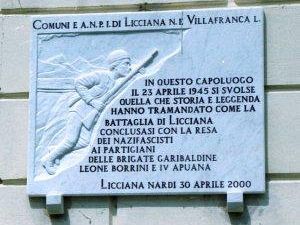 COMUNI E A.N.P.I. DI LICCIANA N. E VILLAFRANCA L.
IN QUESTO CAPOLUOGO
IL 23 APRILE 1945 SI SVOLSE
QUELLA CHE STORIA E LEGGENDA
HANNO TRAMANDATO COME LA
BATTAGLIA DI LICCIANA
CONCLUSASI CON LA RESA
DEI NAZIFASCISTI
AI PARTIGIANI
DELLE BRIGATE GARIBALDINE
LEONE BORRINI E IV APUANA
LICCIANA NARDI 30 APRILE 2000